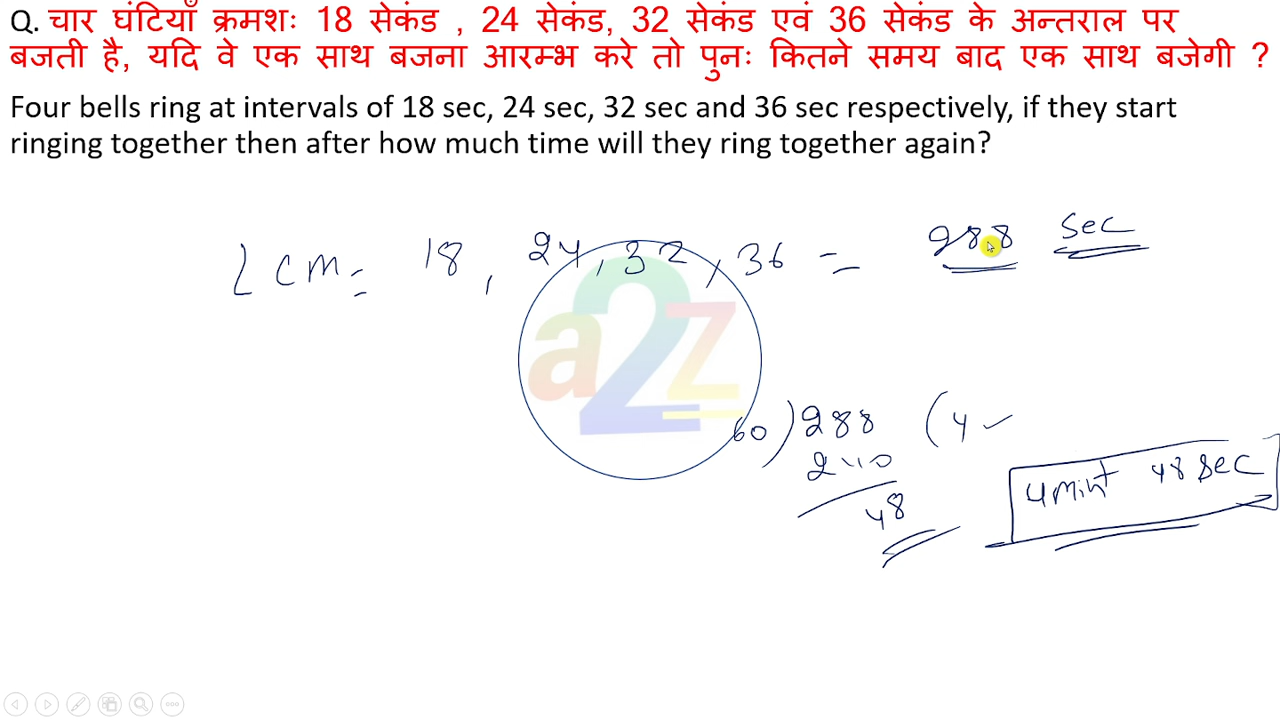 Q. चार घंटियाँ क्रमशः 18 सेकंड , 24 सेकंड, 32 सेकंड एवं 36 सेकंड के अन्तराल पर
बजती है, यदि वे एक साथ बजना आरम्भ करे तो पुनः कितने समय बाद एक साथ बजेगी ?
Four bells ring at intervals of 18 sec, 24 sec, 32 sec and 36 sec respectively, if they start
ringing together then after how much time will they ring together again?
LCM = 18, 24, 32, 36 = 288 sec
a2z
60 ) 288 ( 4
240
48
4 mint 48 sec